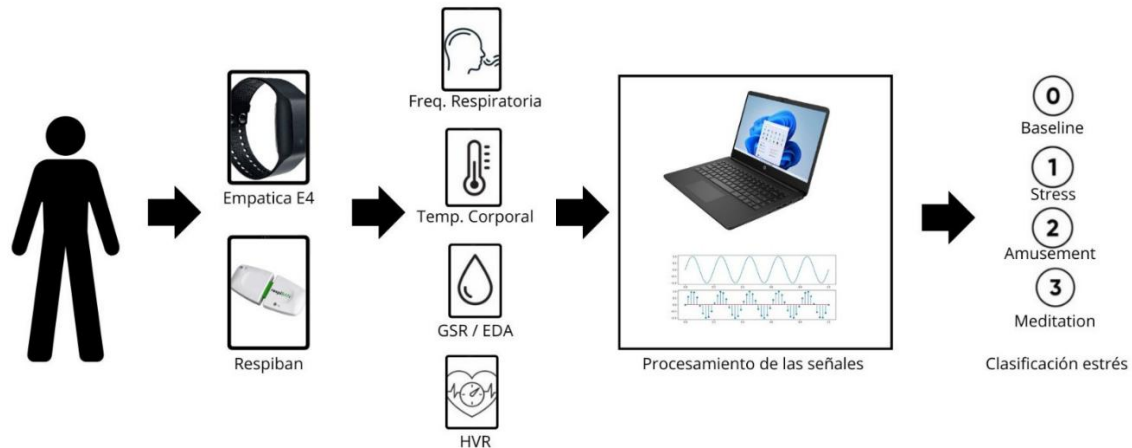 Freq. Respiratoria
Empatica E4
Temp. Corporal
GSR / EDA
Respiban
HVR
Procesamiento de las señales
0
Baseline
1
Stress
2
Amusement
3
Meditation
Clasificación estrés